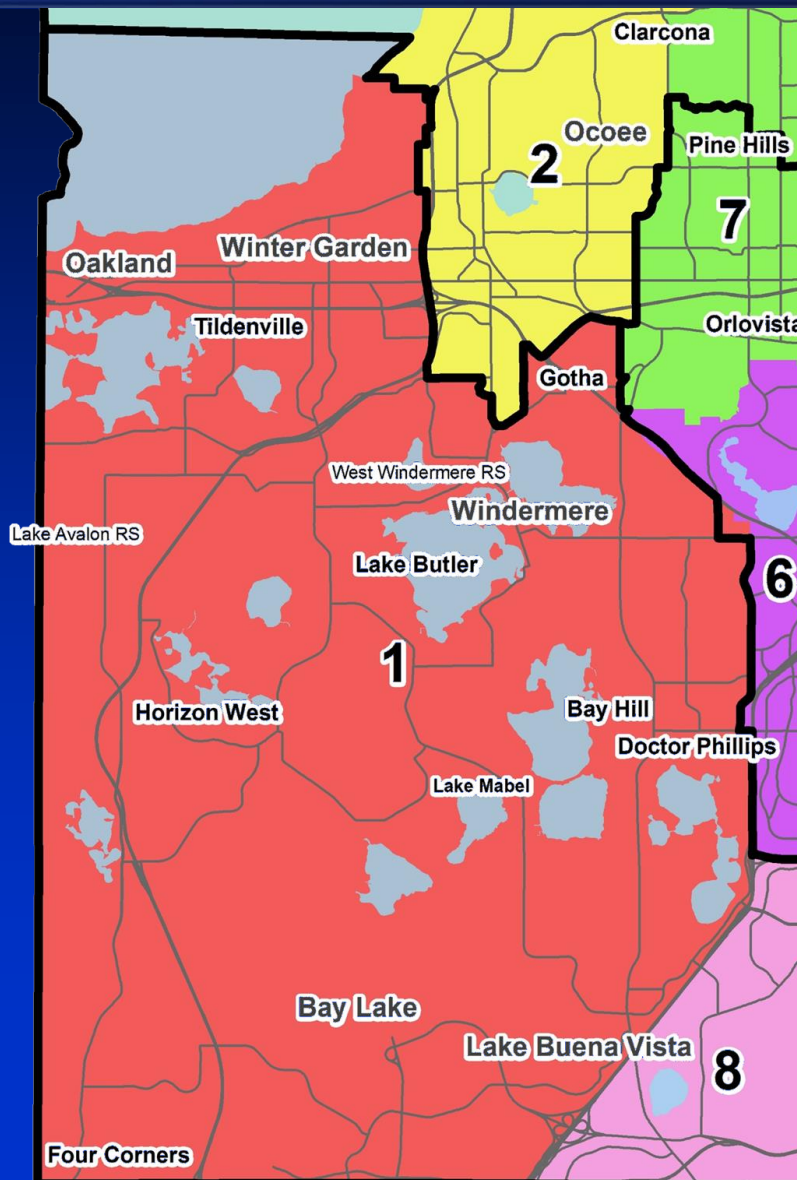 Clarcona
Ocoee
2
Pine Hills
7
Winter Garden
Oakland
Tildenville
Orlovista
Gotha
West Windermere RS
Windermere
Lake Avalon RS
Lake Butler
6
1
Horizon West
Bay Hill
Doctor Phillips
Lake Mabel
Bay Lake
Lake Buena Vista
8
Four Corners